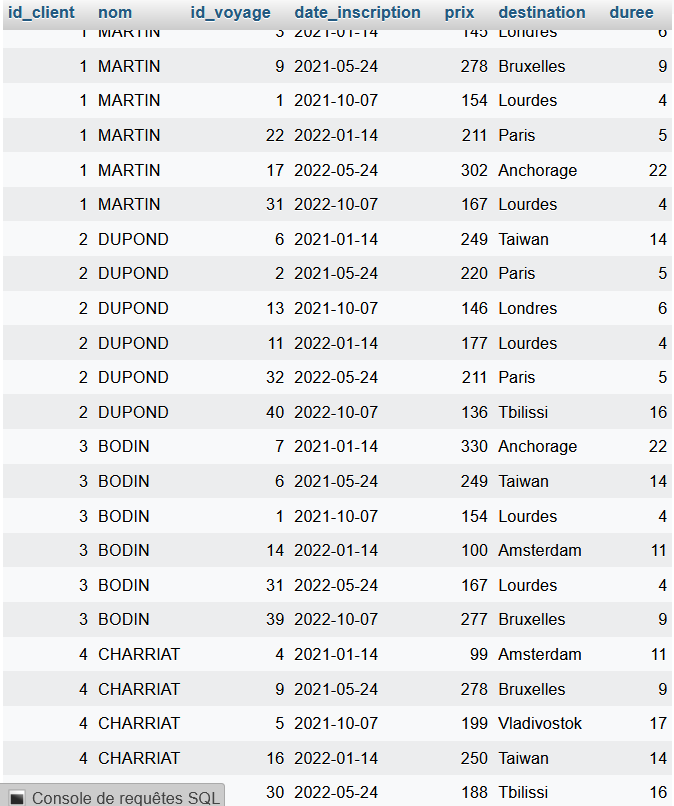 id_client nom id_voyage date_inscription prix destination duree
1 MARTIN 3 2021-01-14 145 Londres 6
1 MARTIN 9 2021-05-24 278 Bruxelles 9
1 MARTIN 1 2021-10-07 154 Lourdes 4
1 MARTIN 22 2022-01-14 211 Paris 5
1 MARTIN 17 2022-05-24 302 Anchorage 22
1 MARTIN 31 2022-10-07 167 Lourdes 4
2 DUPOND 6 2021-01-14 249 Taiwan 14
2 DUPOND 2 2021-05-24 220 Paris 5
2 DUPOND 13 2021-10-07 146 Londres 6
2 DUPOND 11 2022-01-14 177 Lourdes 4
2 DUPOND 32 2022-05-24 211 Paris 5
2 DUPOND 40 2022-10-07 136 Tbilissi 16
3 BODIN 7 2021-01-14 330 Anchorage 22
3 BODIN 6 2021-05-24 249 Taiwan 14
3 BODIN 1 2021-10-07 154 Lourdes 4
3 BODIN 14 2022-01-14 100 Amsterdam 11
3 BODIN 31 2022-05-24 167 Lourdes 4
3 BODIN 39 2022-10-07 277 Bruxelles 9
4 CHARRIAT 4 2021-01-14 99 Amsterdam 11
4 CHARRIAT 9 2021-05-24 278 Bruxelles 9
4 CHARRIAT 5 2021-10-07 199 Vladivostok 17
4 CHARRIAT 16 2022-01-14 250 Taiwan 14
30 2022-05-24 188 Tbilissi 16
Console de requêtes SQL